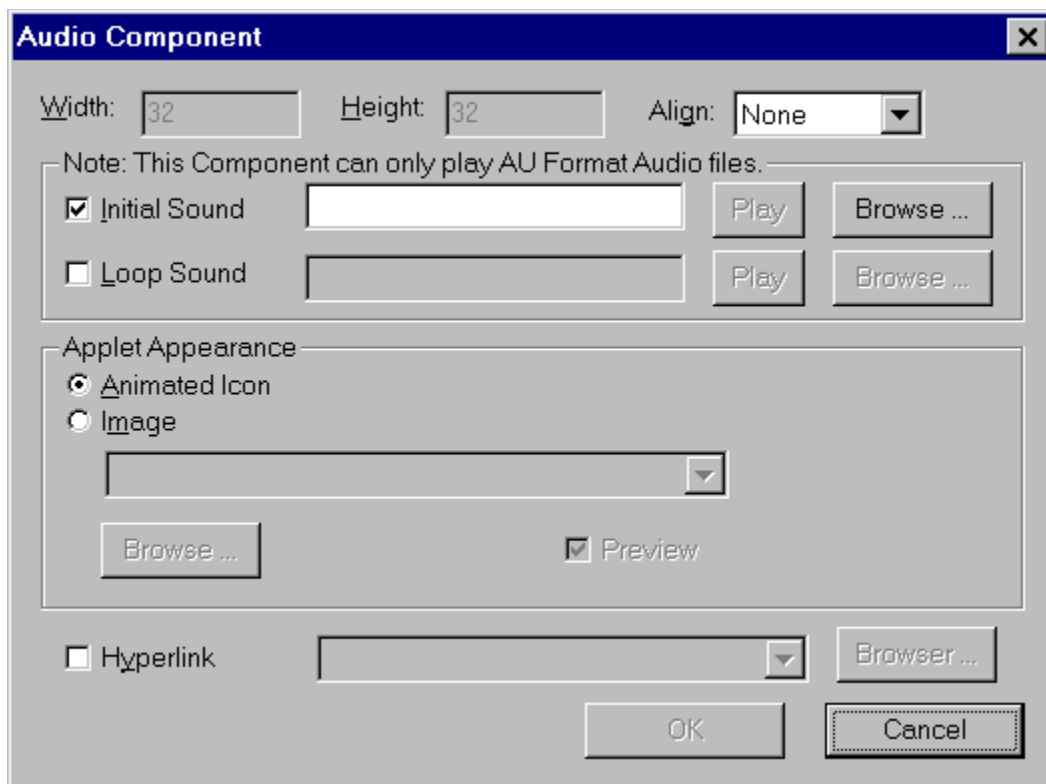 Audio Component
Width: 32 Height: 32 Align: None
Note: This Component can only play AU Format Audio files.
Initial Sound Play Browse ...
Loop Sound Play Browse ...
Applet Appearance
Animated Icon
Image
Browse ... Preview
Hyperlink Browser ...
OK Cancel